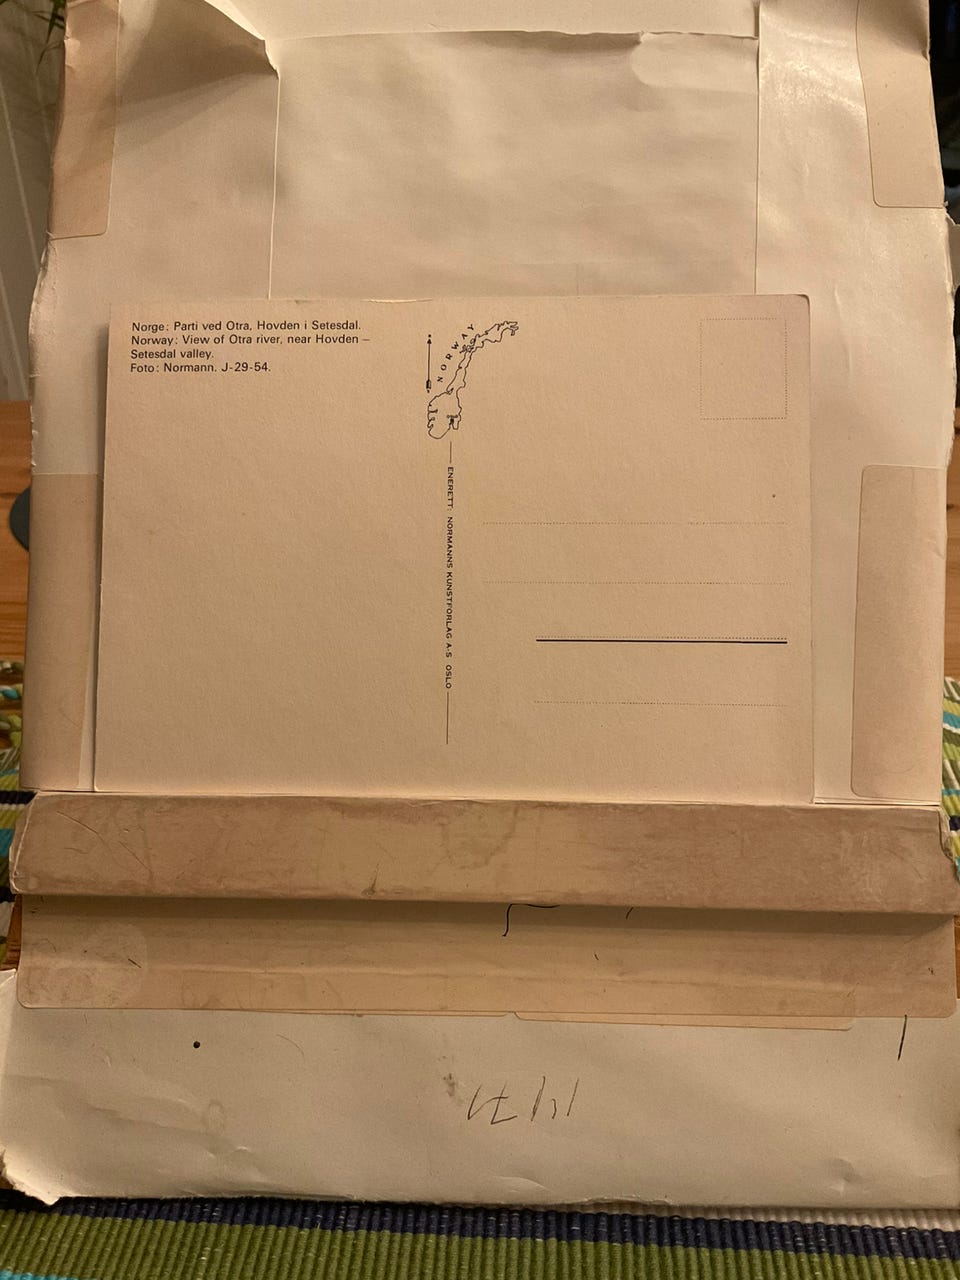 Norge: Parti ved Otra, Hovden i Setesdal.
Norway: View of Otra river, near Hovden –
Setesdal valley.
Foto: Normann. J-29-54.
NORWAY
ENERETT: NORMANNS KUNSTFORLAG A·S OSLO